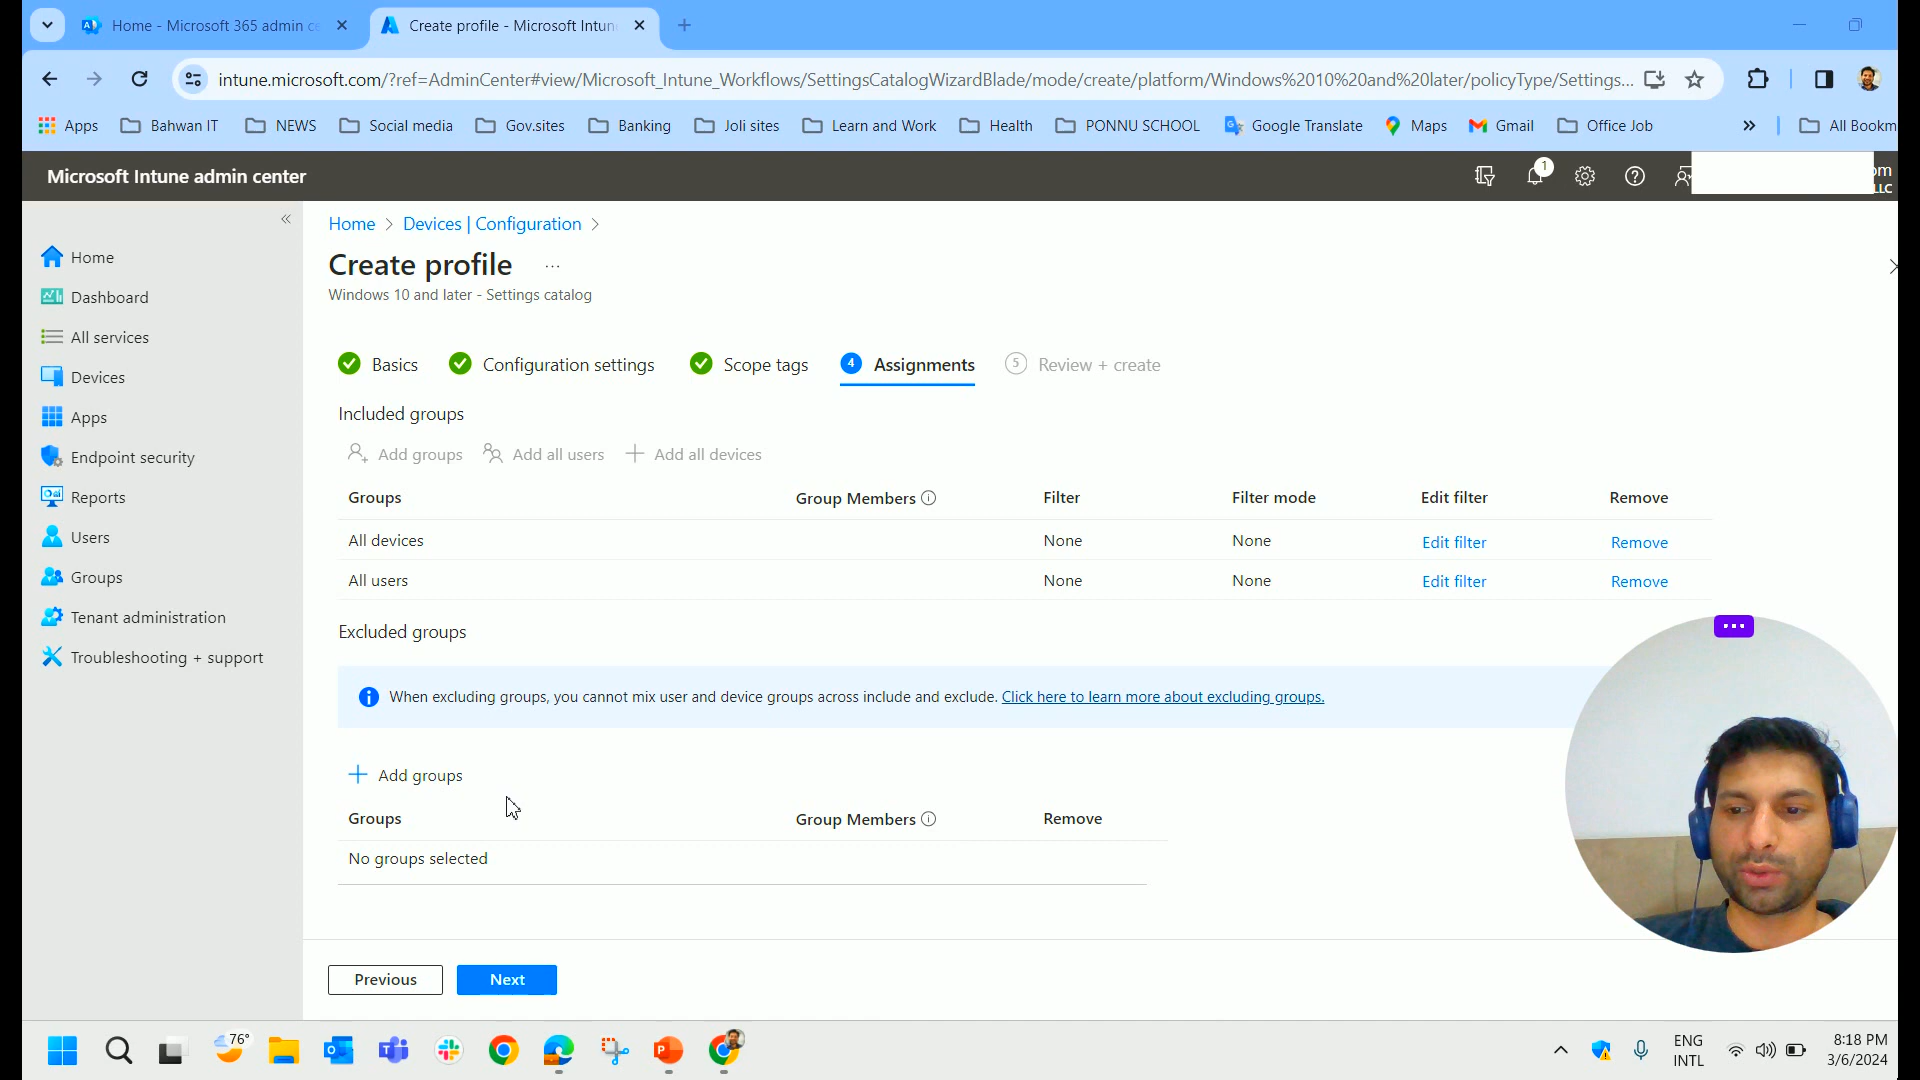 Home - Microsoft 365 admin ce
Create profile - Microsoft Intun
intune.microsoft.com/?ref=AdminCenter#view/Microsoft_Intune_Workflows/SettingsCatalogWizardBlade/mode/create/platform/Windows%2010%20and%20later/policyType/Settings...
Apps
Bahwan IT
NEWS
Social media
Gov.sites
Banking
Joli sites
Learn and Work
Health
PONNU SCHOOL
Google Translate
Maps
Gmail
Office Job
All Bookm
Microsoft Intune admin center
1
om
LLC
Home
Dashboard
All services
Devices
Apps
Endpoint security
Reports
Users
Groups
Tenant administration
Troubleshooting + support
Home > Devices | Configuration >
Create profile ...
Windows 10 and later - Settings catalog
Basics
Configuration settings
Scope tags
4 Assignments
5 Review + create
Included groups
Add groups
Add all users
Add all devices
Groups Group Members Filter Filter mode Edit filter Remove
All devices None None Edit filter Remove
All users None None Edit filter Remove
Excluded groups
When excluding groups, you cannot mix user and device groups across include and exclude. Click here to learn more about excluding groups.
Add groups
Groups Group Members Remove
No groups selected
Previous
Next
76°
ENG
INTL
8:18 PM
3/6/2024